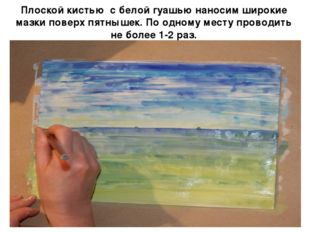 Плоской кистью с белой гуашью наносим широкие
мазки поверх пятнышек. По одному месту проводить
не более 1-2 раз.